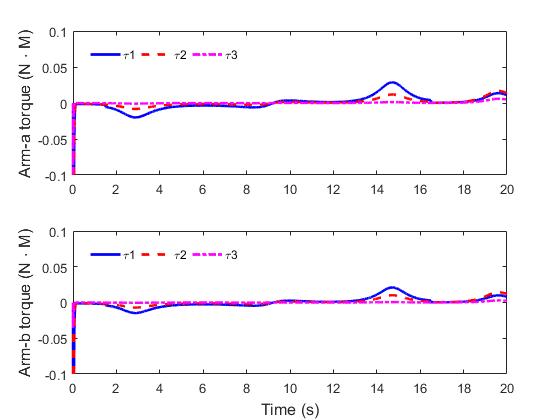 0.1
τ1 τ2 τ3
0.05
0
-0.05
-0.1
Arm-a torque (N · M)
0 2 4 6 8 10 12 14 16 18 20
0.1
τ1 τ2 τ3
0.05
0
-0.05
-0.1
Arm-b torque (N · M)
0 2 4 6 8 10 12 14 16 18 20
Time (s)